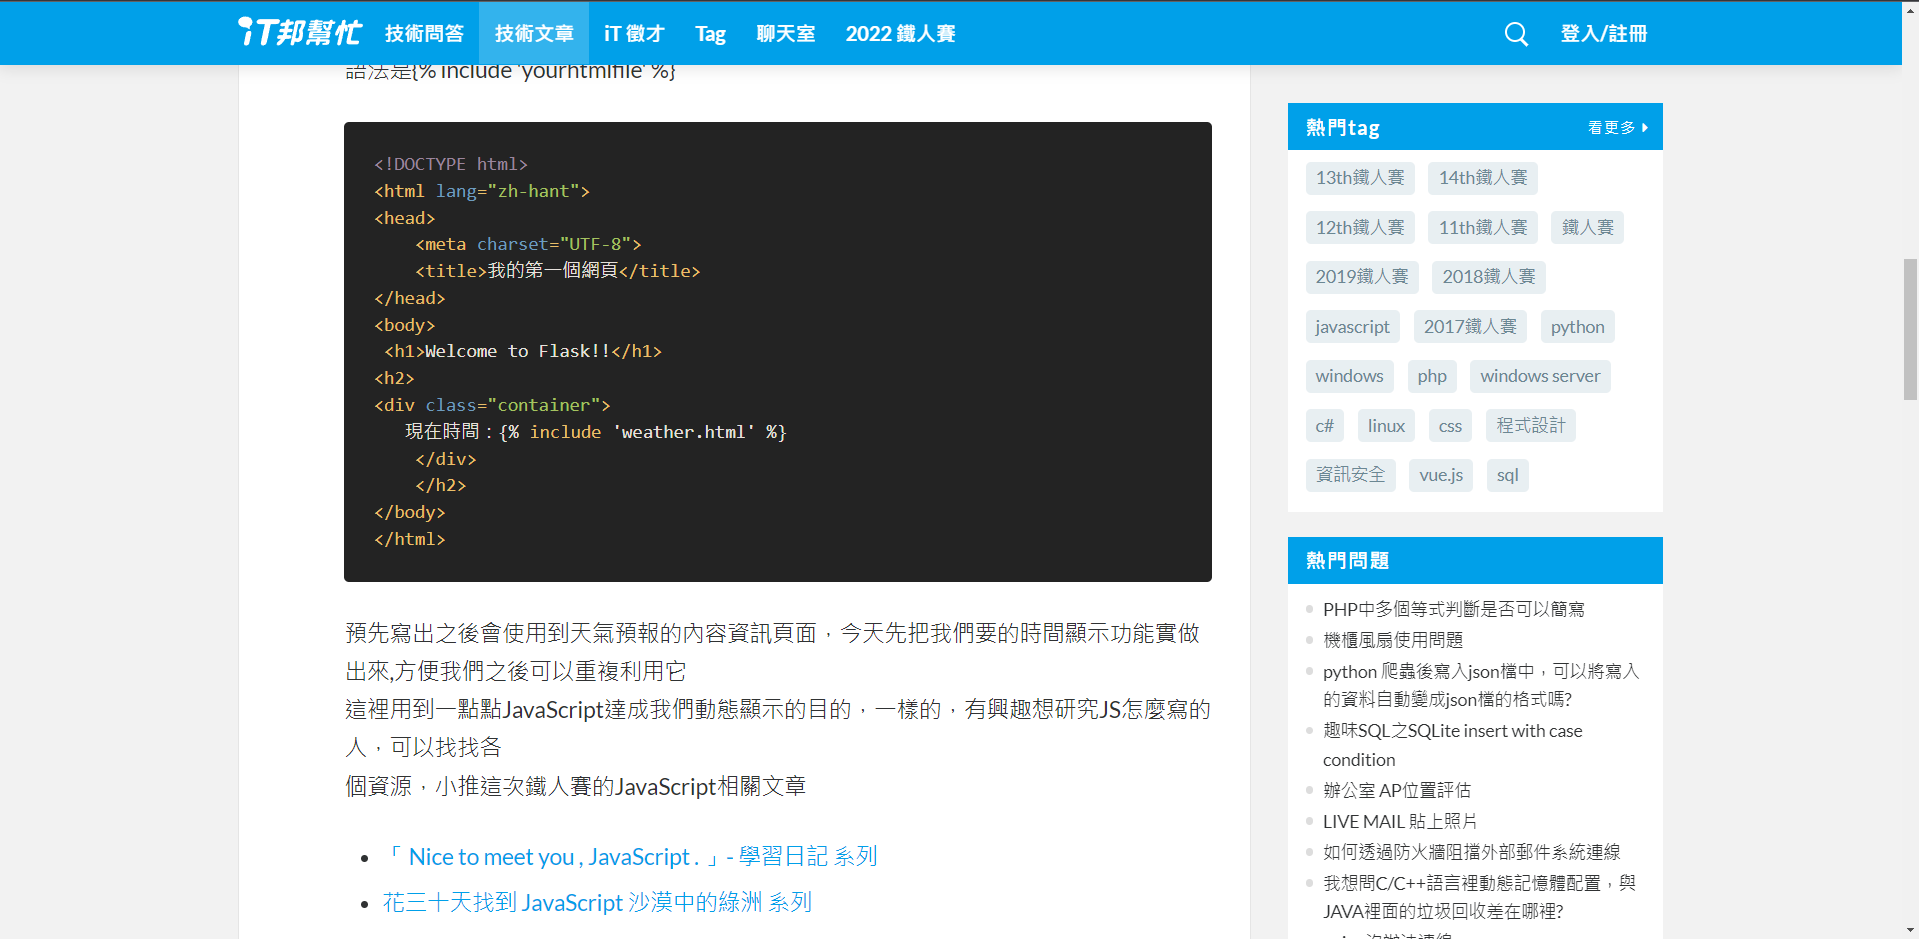 iT邦幫忙 技術問答 技術文章 iT 徵才 Tag 聊天室 2022 鐵人賽 登入/註冊
語法是{% include 'yourhtmlfile' %}
<!DOCTYPE html>
<html lang="zh-hant">
<head>
    <meta charset="UTF-8">
    <title>我的第一個網頁</title>
</head>
<body>
 <h1>Welcome to Flask!!</h1>
<h2>
<div class="container">
   現在時間：{% include 'weather.html' %}
    </div>
    </h2>
</body>
</html>
預先寫出之後會使用到天氣預報的內容資訊頁面，今天先把我們要的時間顯示功能實做
出來,方便我們之後可以重複利用它
這裡用到一點點JavaScript達成我們動態顯示的目的，一樣的，有興趣想研究JS怎麼寫的
人，可以找找各
個資源，小推這次鐵人賽的JavaScript相關文章
「 Nice to meet you , JavaScript . 」- 學習日記 系列
花三十天找到 JavaScript 沙漠中的綠洲 系列
熱門tag 看更多
13th鐵人賽 14th鐵人賽
12th鐵人賽 11th鐵人賽 鐵人賽
2019鐵人賽 2018鐵人賽
javascript 2017鐵人賽 python
windows php windows server
c# linux css 程式設計
資訊安全 vue.js sql
熱門問題
PHP中多個等式判斷是否可以簡寫
機櫃風扇使用問題
python 爬蟲後寫入json檔中，可以將寫入
的資料自動變成json檔的格式嗎?
趣味SQL之SQLite insert with case
condition
辦公室 AP位置評估
LIVE MAIL 貼上照片
如何透過防火牆阻擋外部郵件系統連線
我想問C/C++語言裡動態記憶體配置，與
JAVA裡面的垃圾回收差在哪裡?